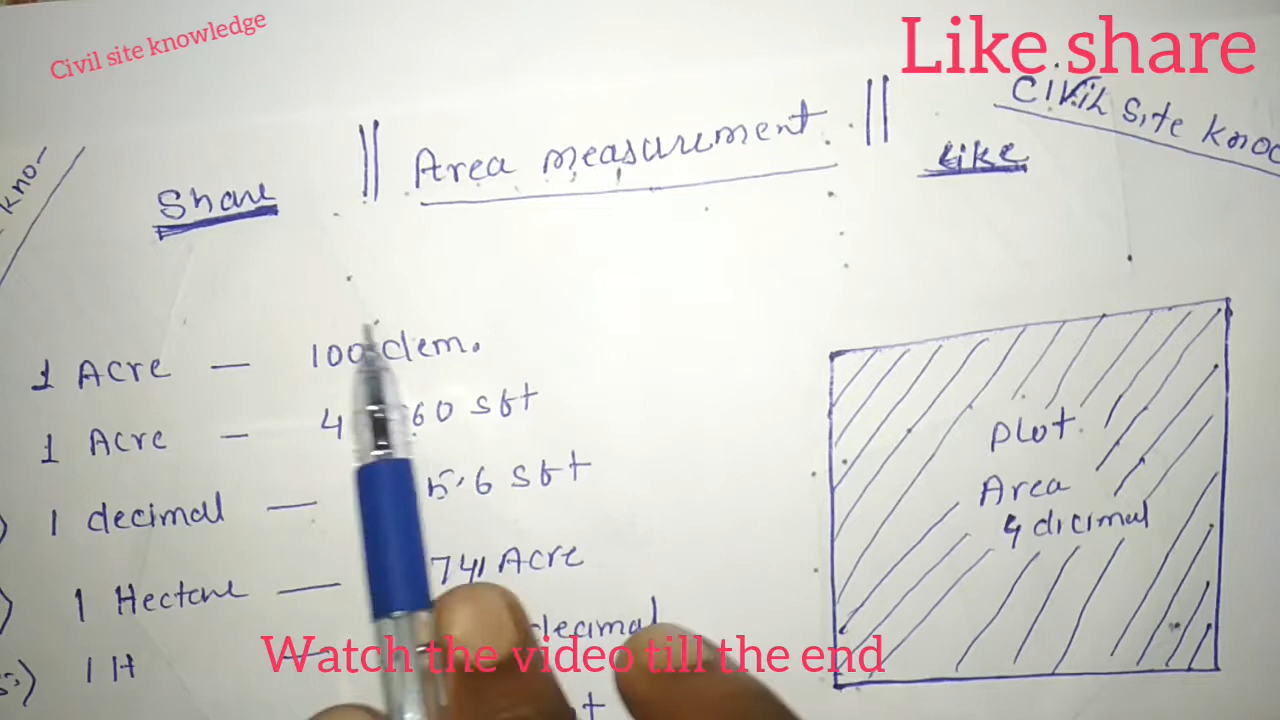 Civil site knowledge
Like share
Civil site knoc
kno-
Share
|| Area measurement. ||
Like
1 Acre — 100 dem.
1 Acre - 4 60 sft
1 decimal — 5.6 sft
1 Hectare — 741 Acre
1 H — decimal
Plot.
Area
4 dicimal
Watch the video till the end